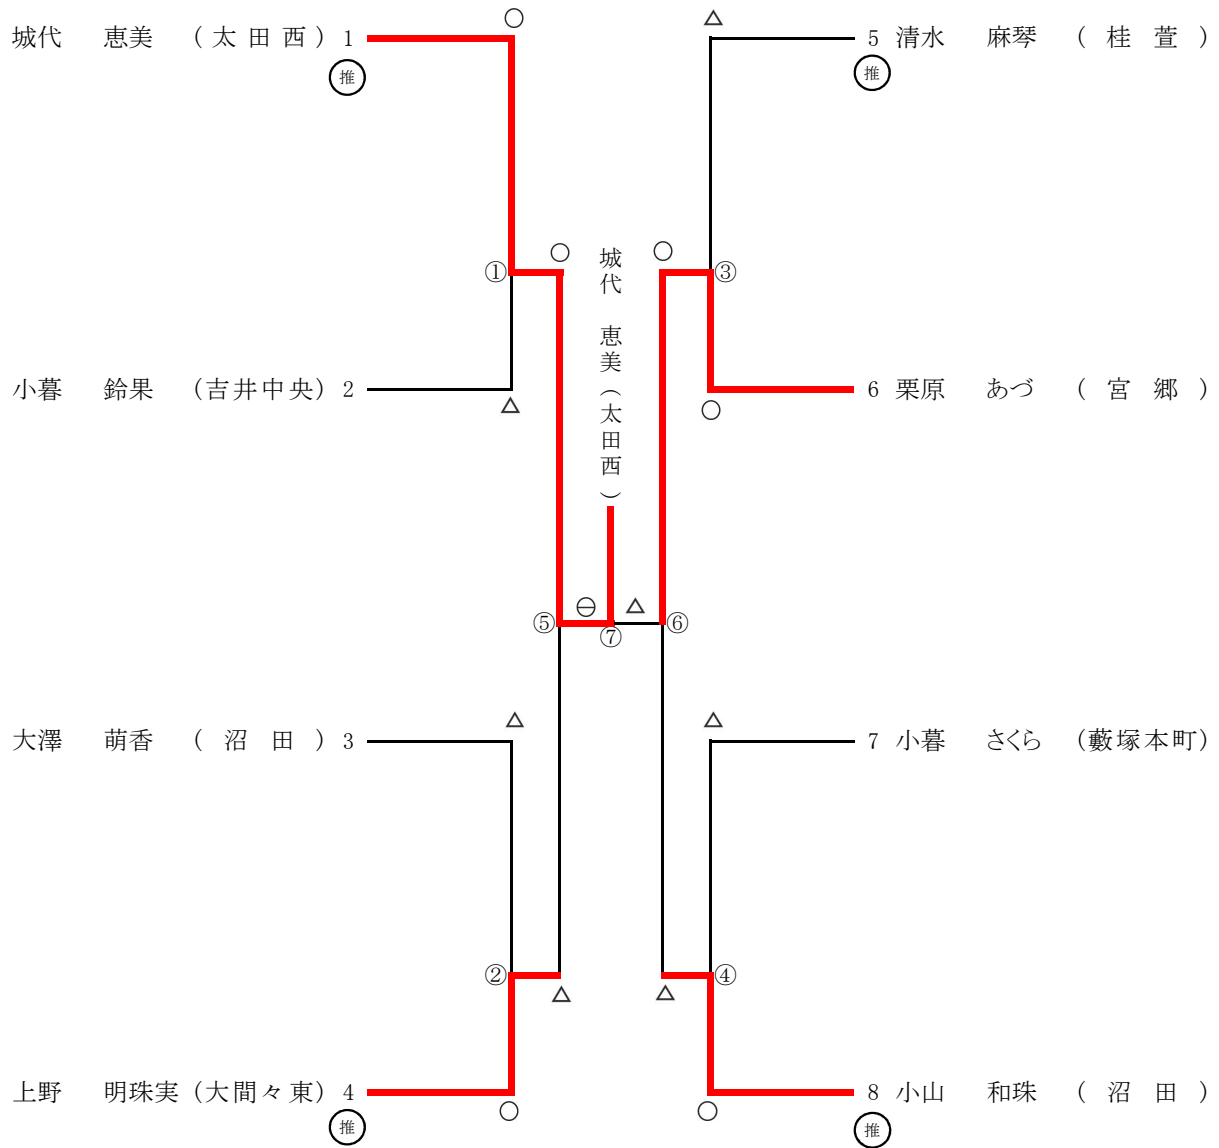 城代 恵美 (太田西) 1
推
○
△
5 清水 麻琴 (桂萱)
推
①
○
城代 恵美(太田西)
○
③
小暮 鈴果 (吉井中央) 2
△
6 栗原 あづ (宮郷)
○
⑤
⊖
⑦
△
⑥
大澤 萌香 (沼田) 3
△
△
7 小暮 さくら (藪塚本町)
②
△
△
④
上野 明珠実 (大間々東) 4
推
○
○
8 小山 和珠 (沼田)
推